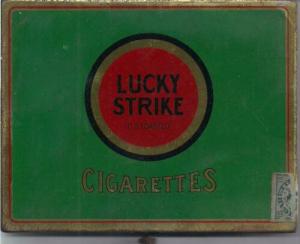 LUCKY
STRIKE
"IT'S TOASTED"
CIGARETTES